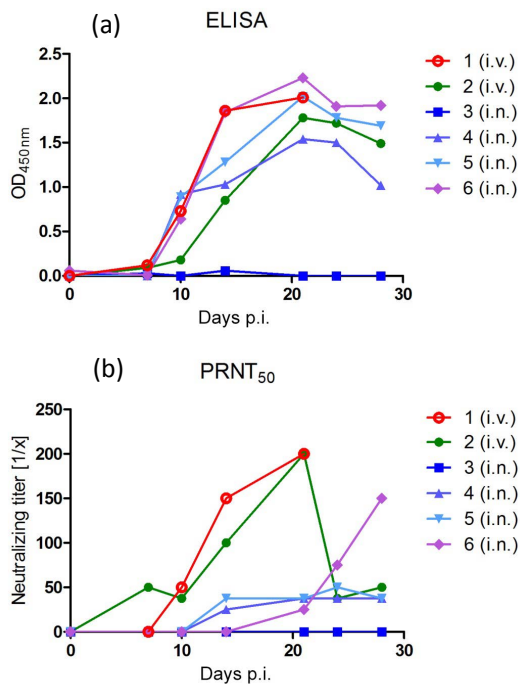 (a)
ELISA
2.5
2.0
1.5
1.0
0.5
0.0
OD450nm
0
10
20
30
Days p.i.
1 (i.v.)
2 (i.v.)
3 (i.n.)
4 (i.n.)
5 (i.n.)
6 (i.n.)
(b)
PRNT50
250
200
150
100
50
0
Neutralizing titer [1/x]
0
10
20
30
Days p.i.
1 (i.v.)
2 (i.v.)
3 (i.n.)
4 (i.n.)
5 (i.n.)
6 (i.n.)